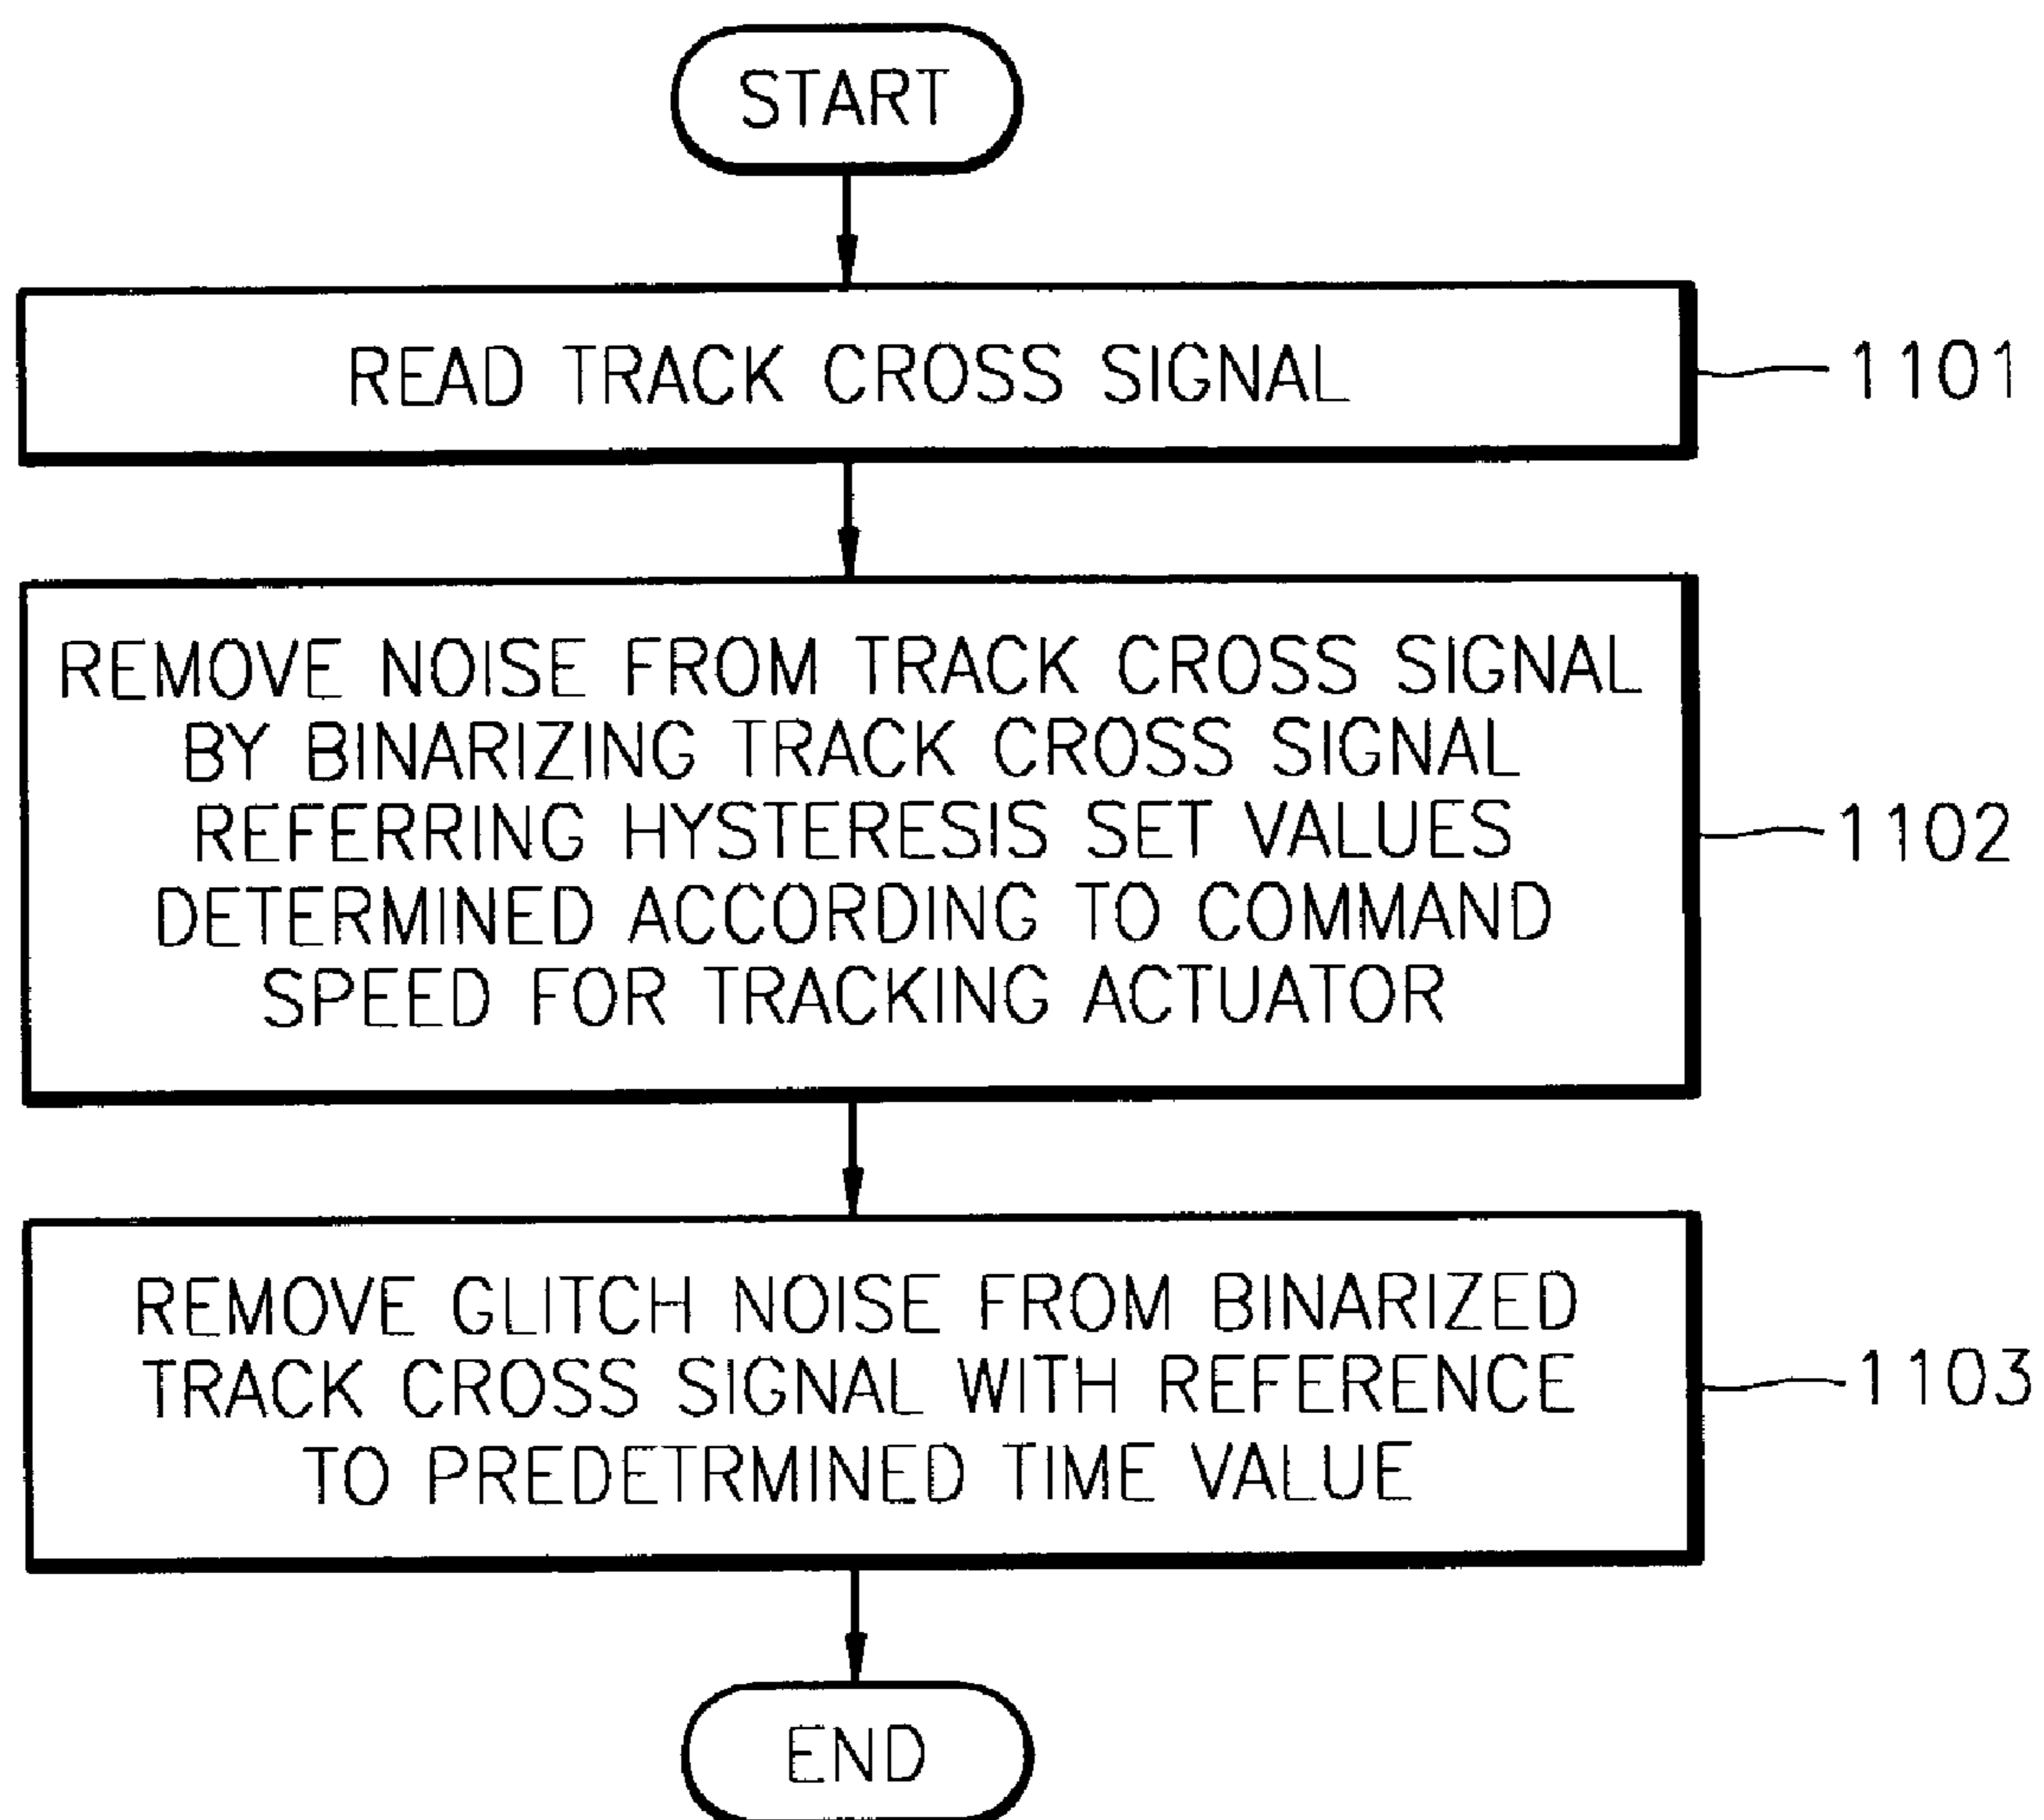 START
READ TRACK CROSS SIGNAL
1101
REMOVE NOISE FROM TRACK CROSS SIGNAL
BY BINARIZING TRACK CROSS SIGNAL
REFERRING HYSTERESIS SET VALUES
DETERMINED ACCORDING TO COMMAND
SPEED FOR TRACKING ACTUATOR
1102
REMOVE GLITCH NOISE FROM BINARIZED
TRACK CROSS SIGNAL WITH REFERENCE
TO PREDETRMINED TIME VALUE
1103
END